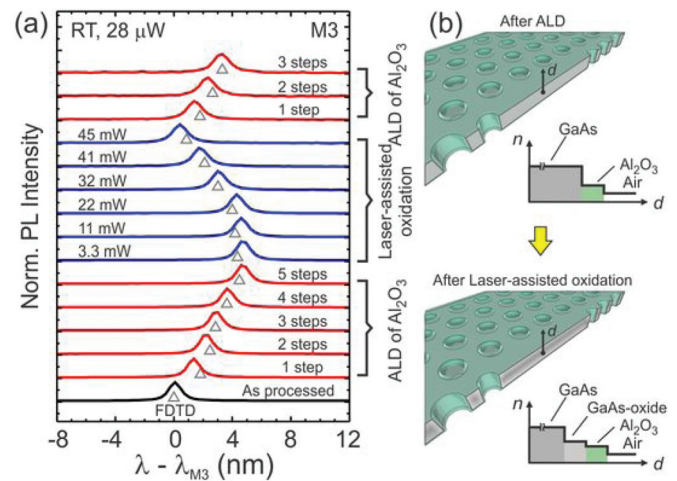 (a)
RT, 28 μW
M3
3 steps
2 steps
1 step
ALD of Al₂O₃
45 mW
41 mW
32 mW
22 mW
11 mW
3.3 mW
Laser-assisted
oxidation
5 steps
4 steps
3 steps
2 steps
1 step
ALD of Al₂O₃
As processed
FDTD
Norm. PL Intensity
-8 -4 0 4 8 12
λ - λM3 (nm)
(b)
After ALD
d
n
GaAs
Al₂O₃
Air
d
After Laser-assisted oxidation
d
n
GaAs
GaAs-oxide
Al₂O₃
Air
d